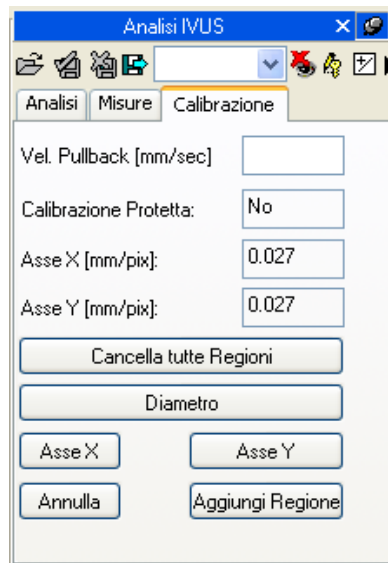 Analisi IVUS
Analisi Misure Calibrazione
Vel. Pullback [mm/sec]
Calibrazione Protetta: No
Asse X [mm/pix]: 0.027
Asse Y [mm/pix]: 0.027
Cancella tutte Regioni
Diametro
Asse X Asse Y
Annulla Aggiungi Regione